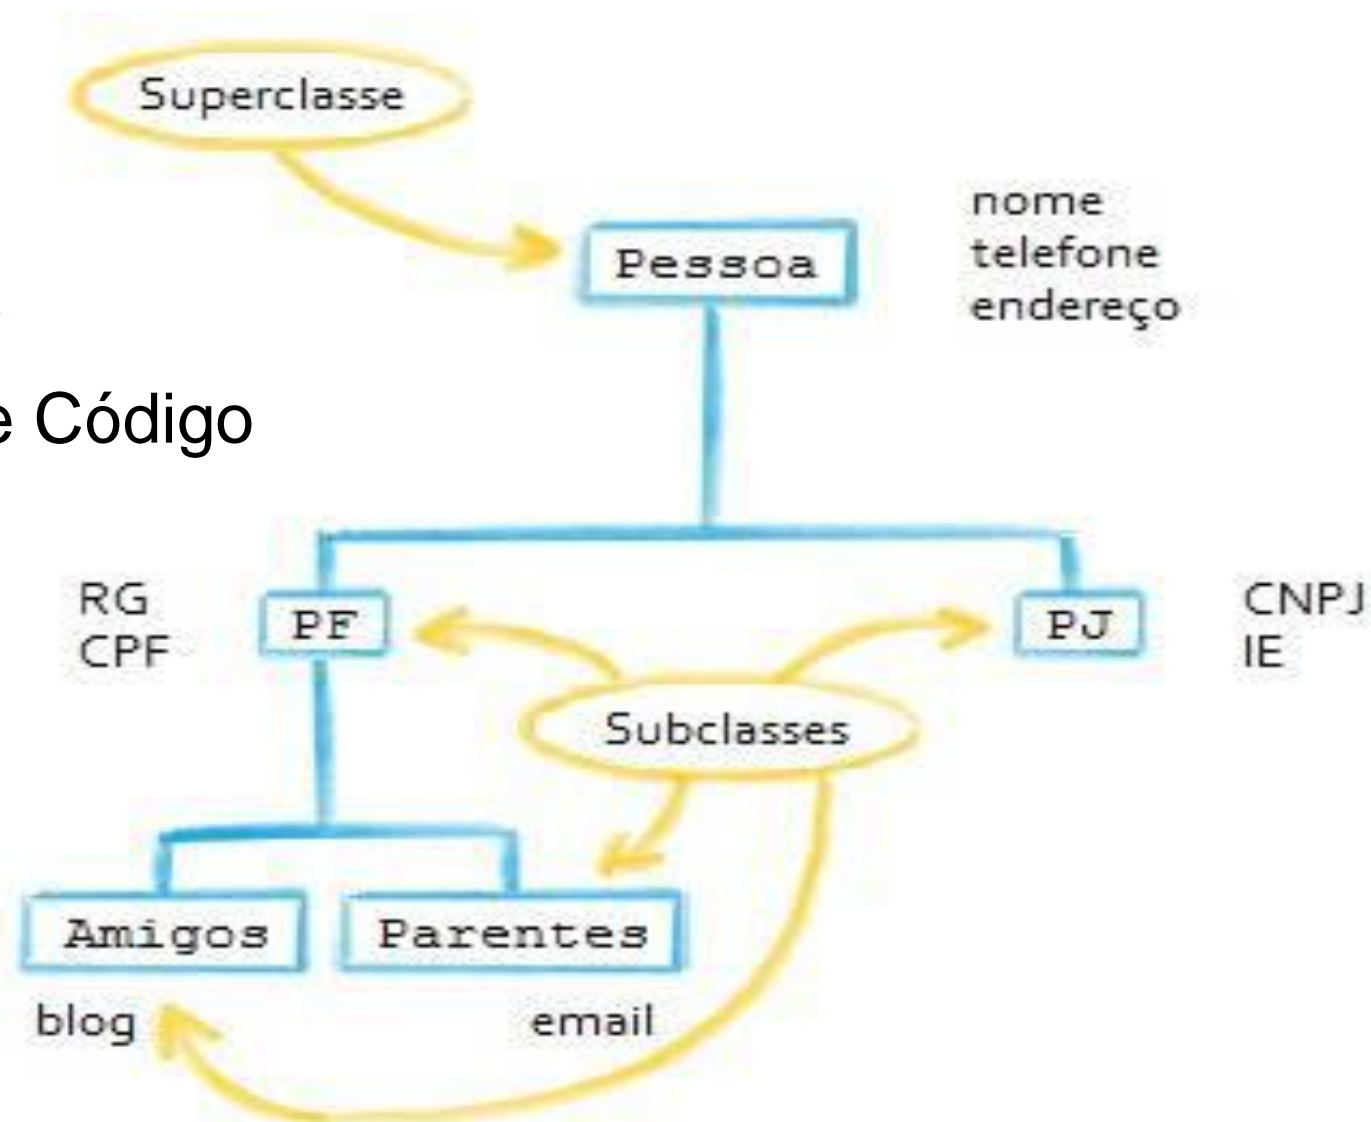 Superclasse
Pessoa
nome
telefone
endereço
e Código
RG
CPF
PF
PJ
CNPJ
IE
Subclasses
Amigos
Parentes
blog
email